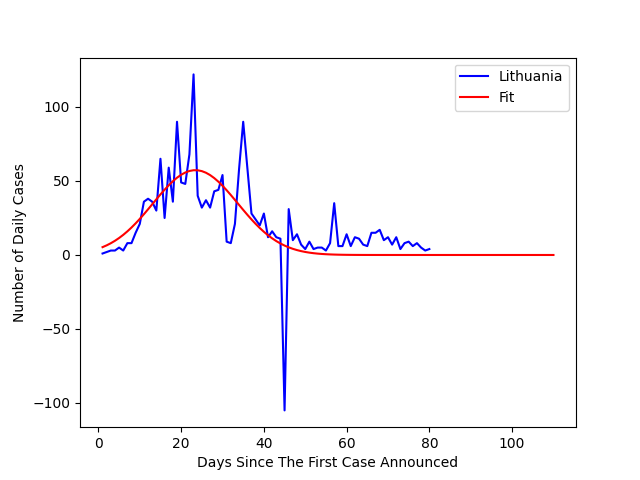 Lithuania
Fit
100
50
0
−50
−100
Number of Daily Cases
0 20 40 60 80 100
Days Since The First Case Announced